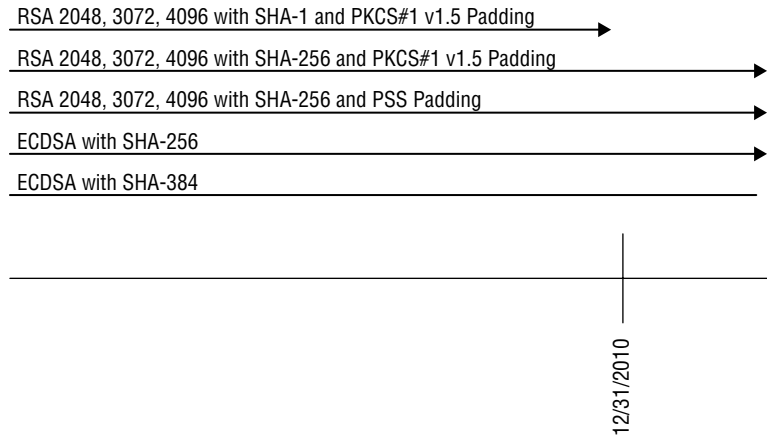 RSA 2048, 3072, 4096 with SHA-1 and PKCS#1 v1.5 Padding
RSA 2048, 3072, 4096 with SHA-256 and PKCS#1 v1.5 Padding
RSA 2048, 3072, 4096 with SHA-256 and PSS Padding
ECDSA with SHA-256
ECDSA with SHA-384
12/31/2010